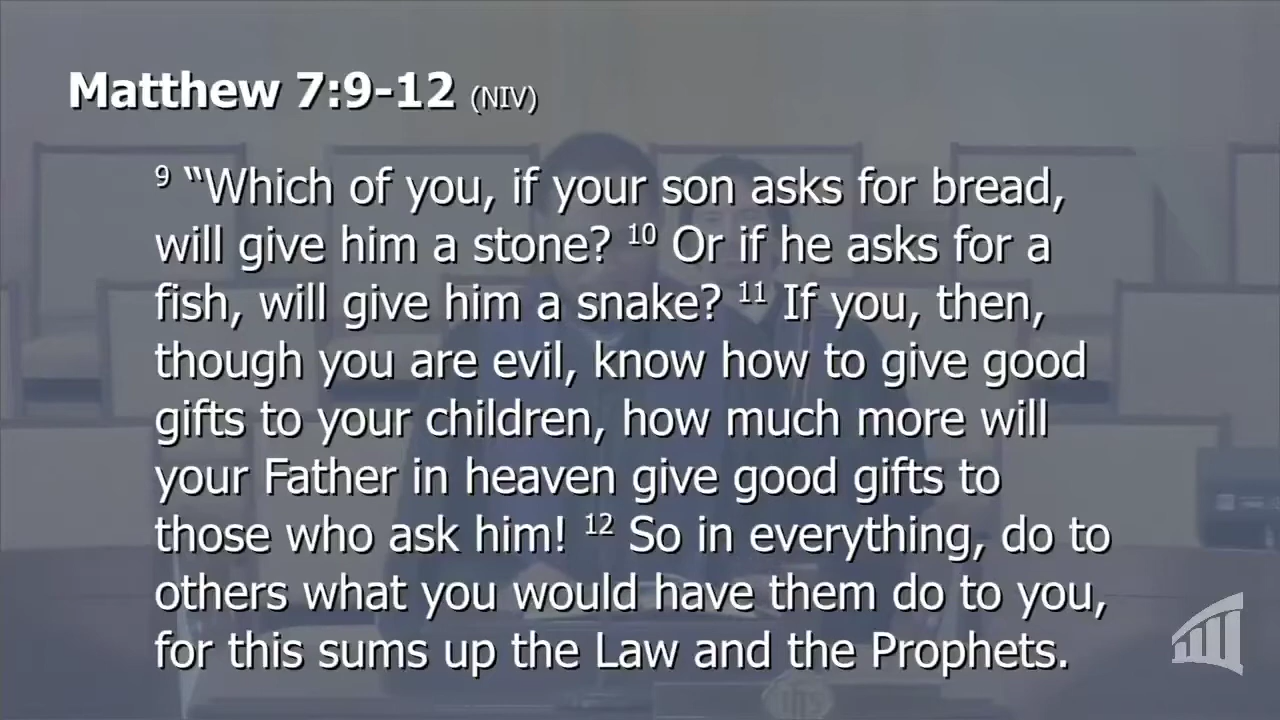 Matthew 7:9-12 (NIV)
⁹ “Which of you, if your son asks for bread,
will give him a stone? ¹⁰ Or if he asks for a
fish, will give him a snake? ¹¹ If you, then,
though you are evil, know how to give good
gifts to your children, how much more will
your Father in heaven give good gifts to
those who ask him! ¹² So in everything, do to
others what you would have them do to you,
for this sums up the Law and the Prophets.